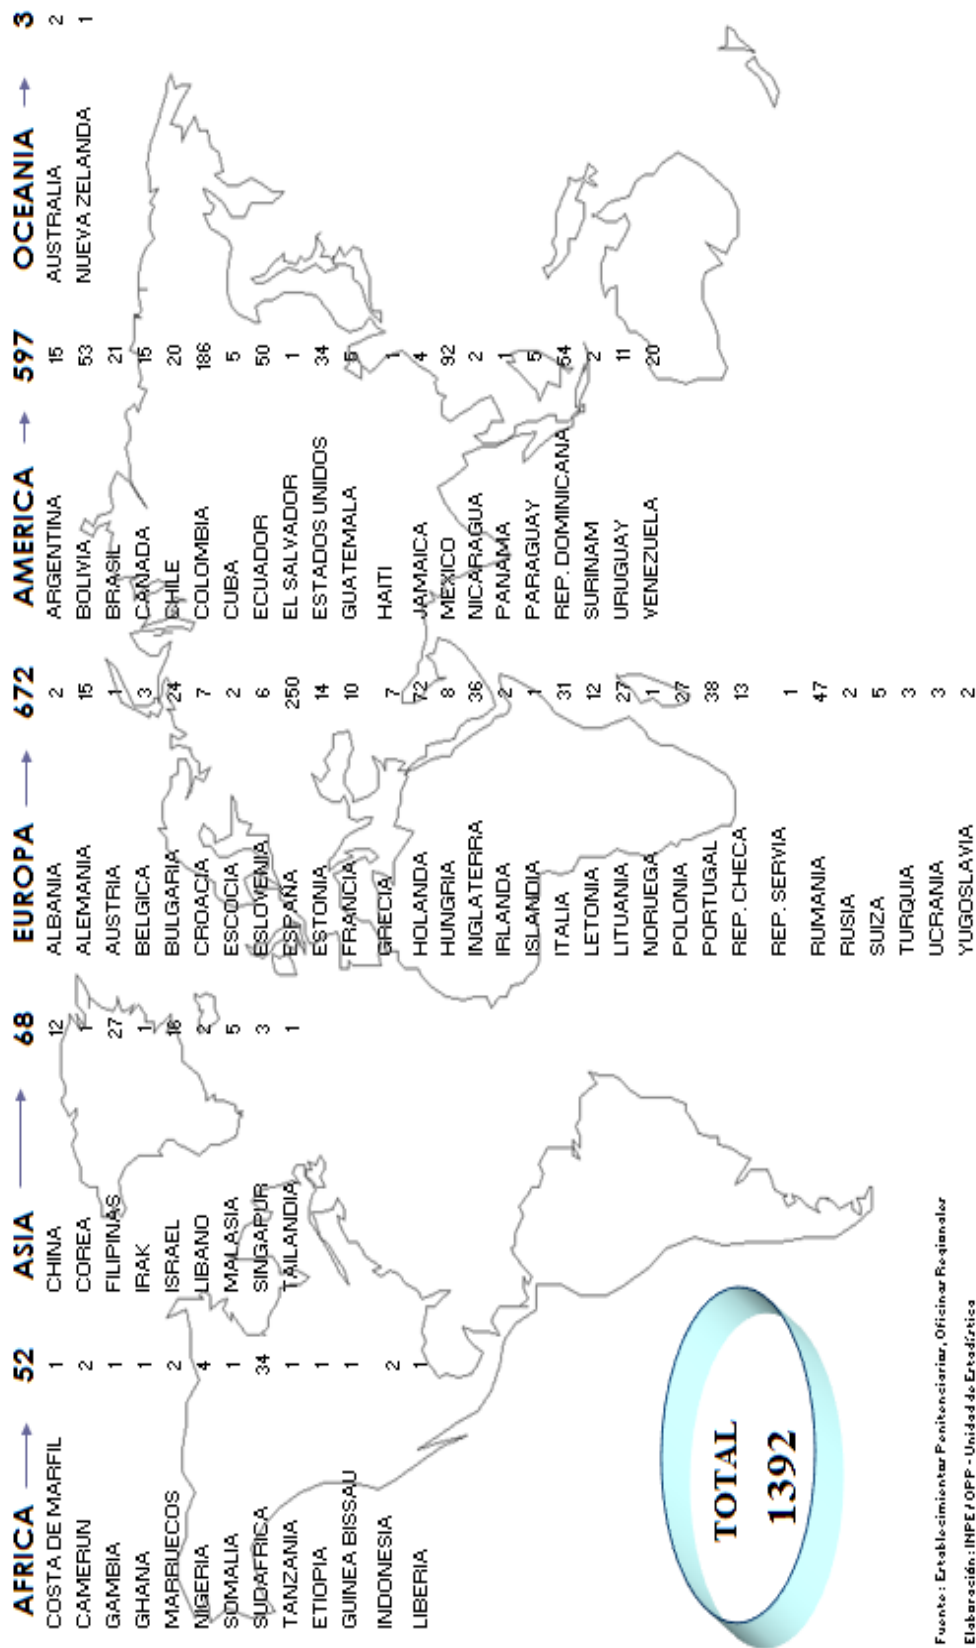 AFRICA 52
COSTA DE MARFIL 1
CAMERUN 2
GAMBIA 1
GHANA 1
MARRUECOS 2
NIGERIA 4
SOMALIA 1
SUDAFRICA 34
TANZANIA 1
ETIOPIA 1
GUINEA BISSAU 1
INDONESIA 2
LIBERIA 1
ASIA 68
CHINA 12
COREA 1
FILIPINAS 27
IRAK 1
ISRAEL 16
LIBANO 2
MALASIA 5
SINGAPUR 3
TAILANDIA 1
EUROPA 672
ALBANIA 2
ALEMANIA 15
AUSTRIA 1
BELGICA 3
BULGARIA 24
CROACIA 7
ESCOCIA 2
ESLOVENIA 6
ESPAÑA 250
ESTONIA 14
FFRANCIA 10
GRECIA 7
HOLANDA 72
HUNGRIA 8
INGLATERRA 36
IRLANDA 2
ISLANDIA 1
ITALIA 31
LETONIA 12
LITUANIA 27
NORUEGA 1
POLONIA 27
PORTUGAL 38
REP. CHECA 13
REP. SERVIA 1
RUMANIA 47
RUSIA 2
SUIZA 5
TURQUIA 3
UCRANIA 3
YUGOSLAVIA 2
AMERICA 597
ARGENTINA 15
BOLIVIA 53
BRASIL 21
CANADA 15
CHILE 20
COLOMBIA 186
CUBA 5
ECUADOR 50
EL SALVADOR 1
ESTADOS UNIDOS 34
GUATEMALA 5
HAITI 1
JAMAICA 4
MEXICO 92
NICARAGUA 2
PANAMA 1
PARAGUAY 5
REP. DOMINICANA 54
SURINAM 2
URUGUAY 11
VENEZUELA 20
OCEANIA 3
AUSTRALIA 2
NUEVA ZELANDA 1
TOTAL
1392
Fuente : Establecimientos Penitenciarios, Oficinas Regionales
Elaboración : INPE / OPP - Unidad de Estadística